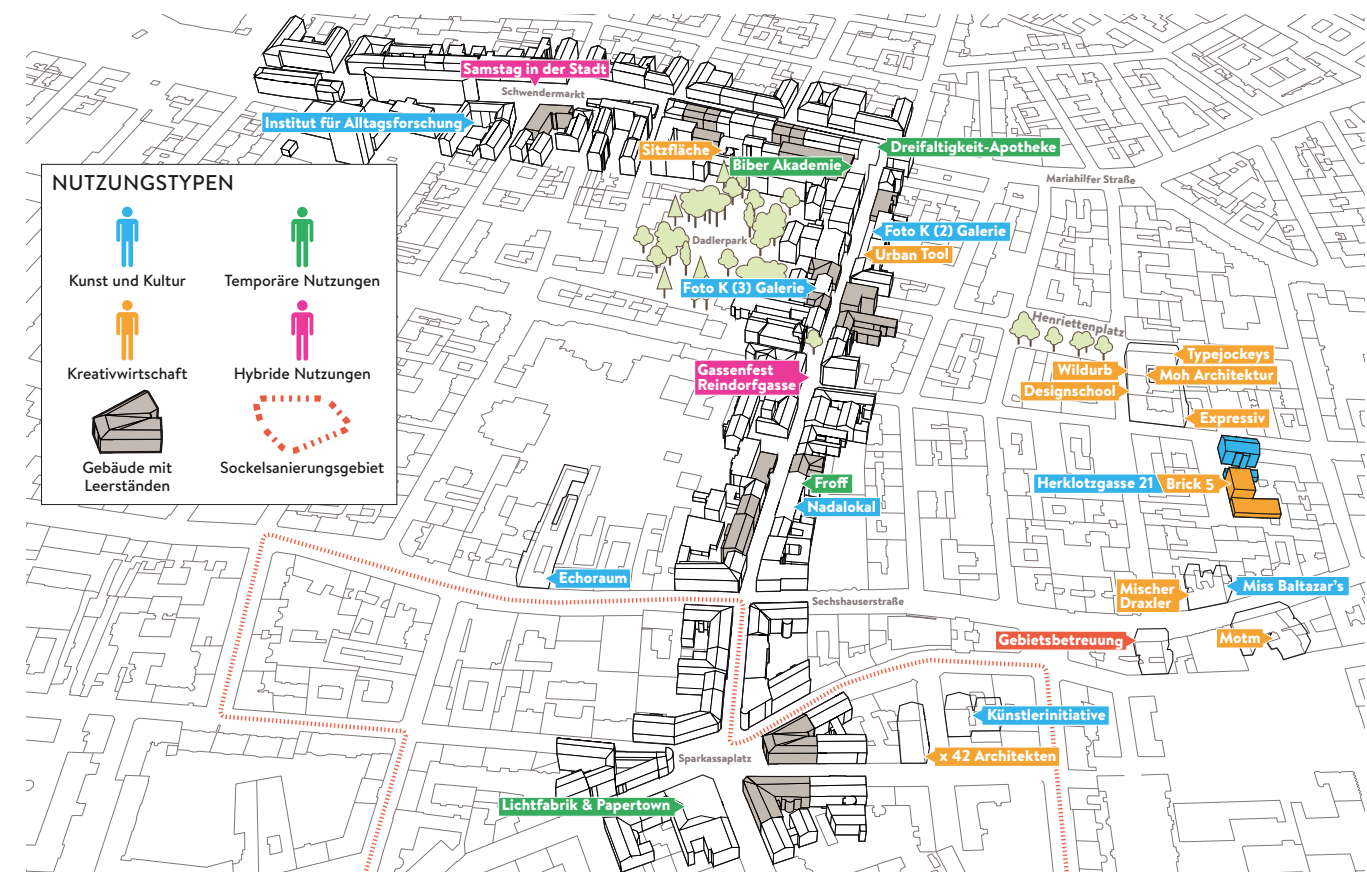 Samstag in der Stadt
Schwendermarkt
Institut für Alltagsforschung
Sitzfläche
Dreifaltigkeit-Apotheke
Biber Akademie
Mariahilfer Straße
NUTZUNGSTYPEN
Kunst und Kultur
Temporäre Nutzungen
Kreativwirtschaft
Hybride Nutzungen
Gebäude mit
Leerständen
Sockelsanierungsgebiet
Dadlerpark
Foto K (2) Galerie
Urban Tool
Foto K (3) Galerie
Henriettenplatz
Gassenfest
Reindorfgasse
Typejockeys
Wildurb
Moh Architektur
Designschool
Expressiv
Froff
Herklotzgasse 21
Brick 5
Nadalokal
Echoraum
Sechshauserstraße
Mischer
Draxler
Miss Baltazar's
Gebietsbetreuung
Motm
Künstlerinitiative
Sparkassaplatz
x 42 Architekten
Lichtfabrik & Papertown